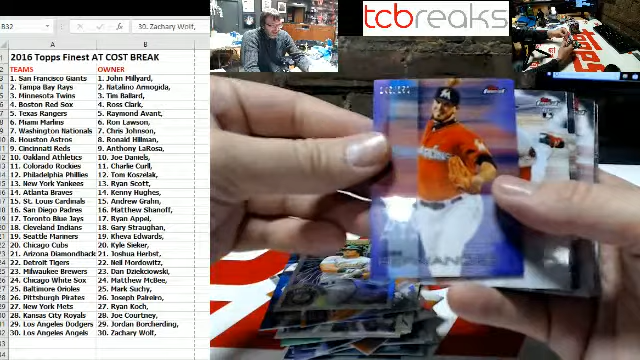 B32 30. Zachary Wolf,
A B
2016 Topps Finest AT COST BREAK
TEAMS OWNER
1. San Francisco Giants 1. John Millyard,
2. Tampa Bay Rays 2. Natalino Armogida,
3. Minnesota Twins 3. Tim Ballard,
4. Boston Red Sox 4. Ross Clark,
5. Texas Rangers 5. Raymond Avant,
6. Miami Marlins 6. Ron Lawson,
7. Washington Nationals 7. Chris Johnson,
8. Houston Astros 8. Ronald Hillman,
9. Cincinnati Reds 9. Anthony LaRosa,
10. Oakland Athletics 10. Joe Daniels,
11. Colorado Rockies 11. Charlie Curll,
12. Philadelphia Phillies 12. Tom Koszelak,
13. New York Yankees 13. Ryan Scott,
14. Atlanta Braves 14. Kenny Hughes,
15. St. Louis Cardinals 15. Andrew Grahn,
16. San Diego Padres 16. Matthew Shanoff,
17. Toronto Blue Jays 17. Ryan Appel,
18. Cleveland Indians 18. Gary Straughan,
19. Seattle Mariners 19. Kheva Edwards,
20. Chicago Cubs 20. Kyle Sieker,
21. Arizona Diamondback 21. Joshua Herbst,
22. Detroit Tigers 22. Neil Mordowitz,
23. Milwaukee Brewers 23. Dan Dziekciowski,
24. Chicago White Sox 24. Matthew McBee,
25. Baltimore Orioles 25. Mark Suchy,
26. Pittsburgh Pirates 26. Joseph Palreiro,
27. New York Mets 27. Ryan Koch,
28. Kansas City Royals 28. Joe Courtney,
29. Los Angeles Dodgers 29. Jordan Borcherding,
30. Los Angeles Angels 30. Zachary Wolf,
tcbreaks